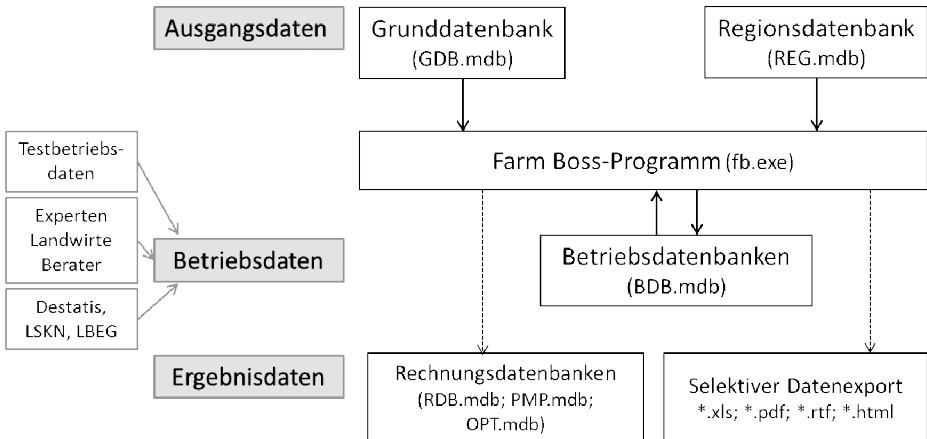 Ausgangsdaten
Grunddatenbank
(GDB.mdb)
Regionsdatenbank
(REG.mdb)
Testbetriebs-
daten
Farm Boss-Programm (fb.exe)
Experten
Landwirte
Berater
Betriebsdaten
Betriebsdatenbanken
(BDB.mdb)
Destatis,
LSKN, LBEG
Ergebnisdaten
Rechnungsdatenbanken
(RDB.mdb; PMP.mdb;
OPT.mdb)
Selektiver Datenexport
*.xls; *.pdf; *.rtf; *.html